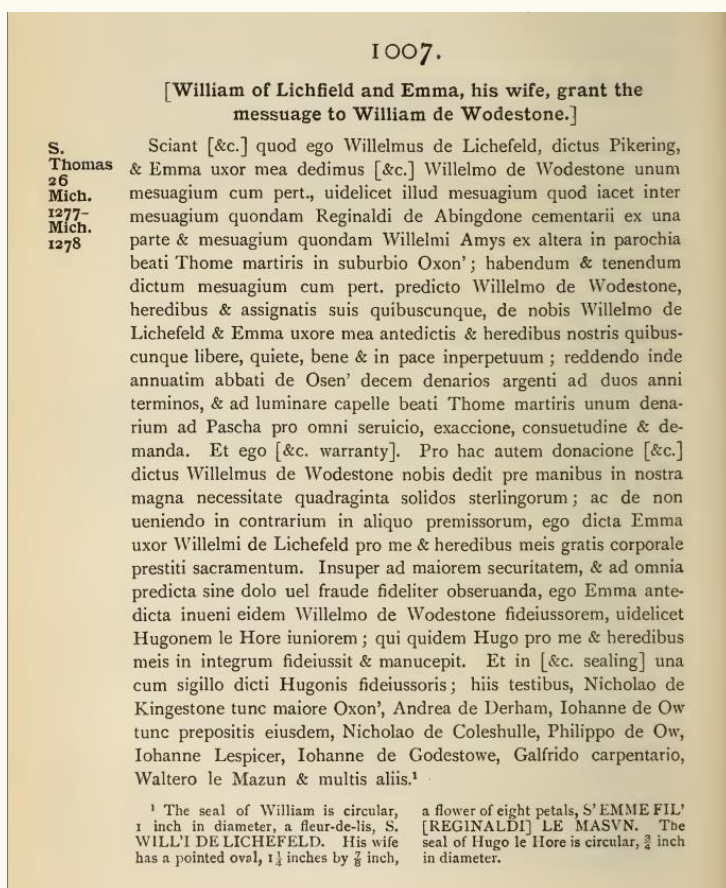 1007.
[William of Lichfield and Emma, his wife, grant the
messuage to William de Wodestone.]
S.
Thomas
26
Mich.
1277–
Mich.
1278
Sciant [&c.] quod ego Willelmus de Lichefeld, dictus Pikering,
& Emma uxor mea dedimus [&c.] Willelmo de Wodestone unum
mesuagium cum pert., uidelicet illud mesuagium quod iacet inter
mesuagium quondam Reginaldi de Abingdone cementarii ex una
parte & mesuagium quondam Willelmi Amys ex altera in parochia
beati Thome martiris in suburbio Oxon'; habendum & tenendum
dictum mesuagium cum pert. predicto Willelmo de Wodestone,
heredibus & assignatis suis quibuscunque, de nobis Willelmo de
Lichefeld & Emma uxore mea antedictis & heredibus nostris quibus-
cunque libere, quiete, bene & in pace inperpetuum; reddendo inde
annuatim abbati de Osen' decem denarios argenti ad duos anni
terminos, & ad luminare capelle beati Thome martiris unum dena-
rium ad Pascha pro omni seruicio, exaccione, consuetudine & de-
manda. Et ego [&c. warranty]. Pro hac autem donacione [&c.]
dictus Willelmus de Wodestone nobis dedit pre manibus in nostra
magna necessitate quadraginta solidos sterlingorum; ac de non
ueniendo in contrarium in aliquo premissorum, ego dicta Emma
uxor Willelmi de Lichefeld pro me & heredibus meis gratis corporale
prestiti sacramentum. Insuper ad maiorem securitatem, & ad omnia
predicta sine dolo uel fraude fideliter obseruanda, ego Emma ante-
dicta inueni eidem Willelmo de Wodestone fideiussorem, uidelicet
Hugonem le Hore iuniorem; qui quidem Hugo pro me & heredibus
meis in integrum fideiussit & manucepit. Et in [&c. sealing] una
cum sigillo dicti Hugonis fideiussoris; hiis testibus, Nicholao de
Kingestone tunc maiore Oxon', Andrea de Derham, Iohanne de Ow
tunc prepositis eiusdem, Nicholao de Coleshulle, Philippo de Ow,
Iohanne Lespicer, Iohanne de Godestowe, Galfrido carpentario,
Waltero le Mazun & multis aliis.¹
¹ The seal of William is circular,
1 inch in diameter, a fleur-de-lis, S.
WILL'I DE LICHEFELD. His wife
has a pointed oval, 1¼ inches by ⅞ inch,
a flower of eight petals, S' EMME FIL'
[REGINALDI] LE MASVN. The
seal of Hugo le Hore is circular, ¾ inch
in diameter.